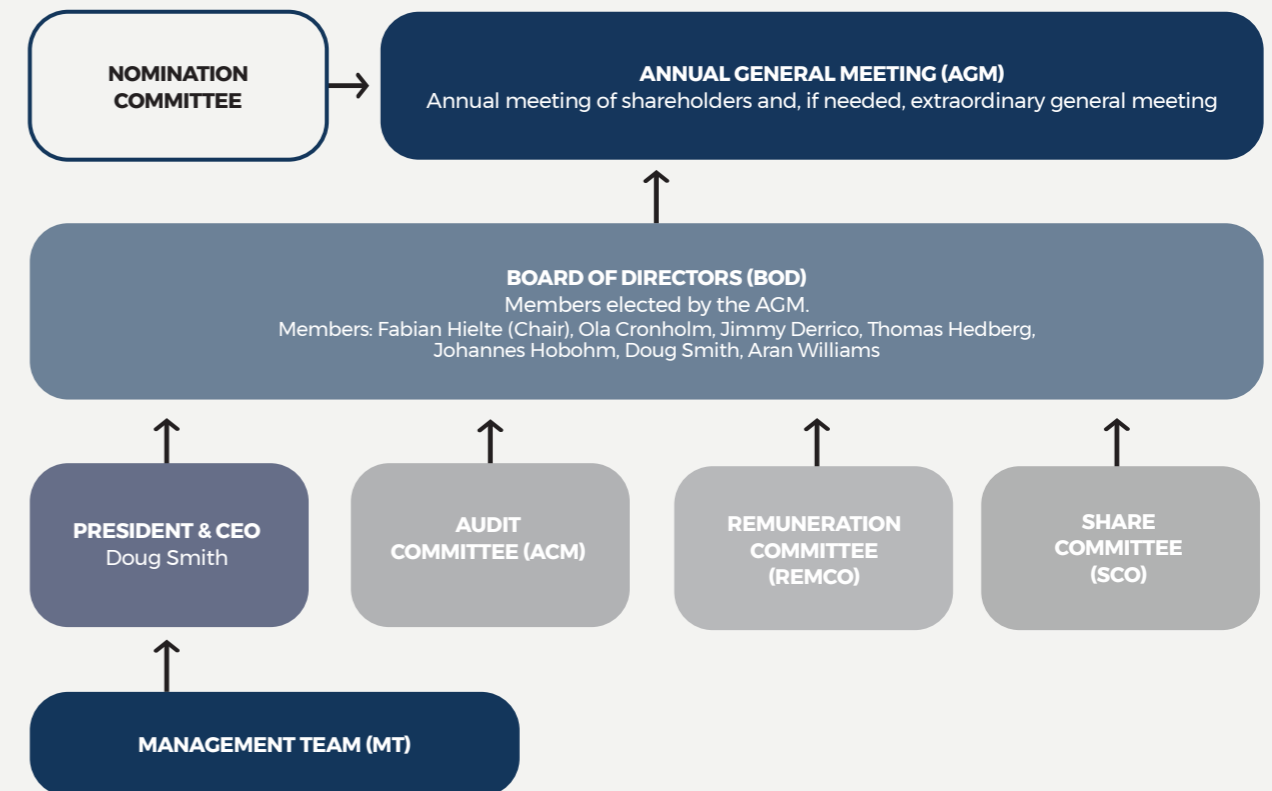 NOMINATION
COMMITTEE
ANNUAL GENERAL MEETING (AGM)
Annual meeting of shareholders and, if needed, extraordinary general meeting
BOARD OF DIRECTORS (BOD)
Members elected by the AGM.
Members: Fabian Hielte (Chair), Ola Cronholm, Jimmy Derrico, Thomas Hedberg,
Johannes Hobohm, Doug Smith, Aran Williams
PRESIDENT & CEO
Doug Smith
AUDIT
COMMITTEE (ACM)
REMUNERATION
COMMITTEE
(REMCO)
SHARE
COMMITTEE
(SCO)
MANAGEMENT TEAM (MT)